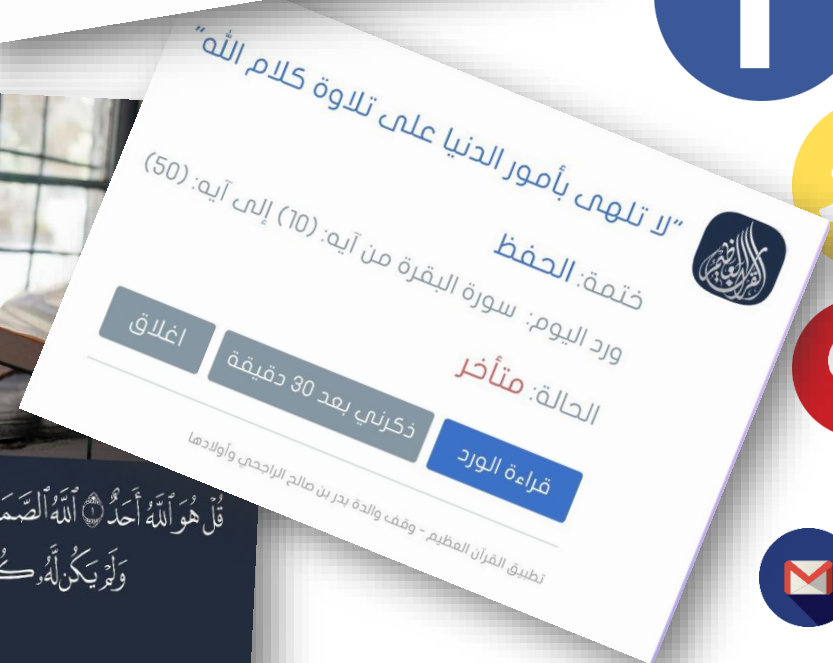 "لا تلهى بأمور الدنيا على تلاوة كلام الله"
ختمة: الحفظ
ورد اليوم: سورة البقرة من آيه: (10) إلى آيه: (50)
الحالة: متأخر
قراءة الورد
ذكرني بعد 30 دقيقة
اغلاق
تطبيق القرآن العظيم - وقف والدة بدر بن صالح الراجحي وأولادها
القرآن العظيم
قُلْ هُوَ ٱللَّهُ أَحَدٌ ١ ٱللَّهُ ٱلصَّمَ
وَلَمْ يَكُن لَّهُۥ